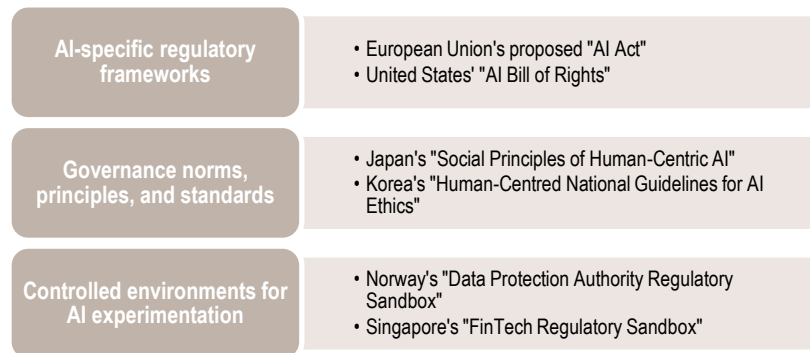 AI-specific regulatory
frameworks
• European Union's proposed "AI Act"
• United States' "AI Bill of Rights"
Governance norms,
principles, and standards
• Japan's "Social Principles of Human-Centric AI"
• Korea's "Human-Centred National Guidelines for AI
Ethics"
Controlled environments for
AI experimentation
• Norway's "Data Protection Authority Regulatory
Sandbox"
• Singapore's "FinTech Regulatory Sandbox"